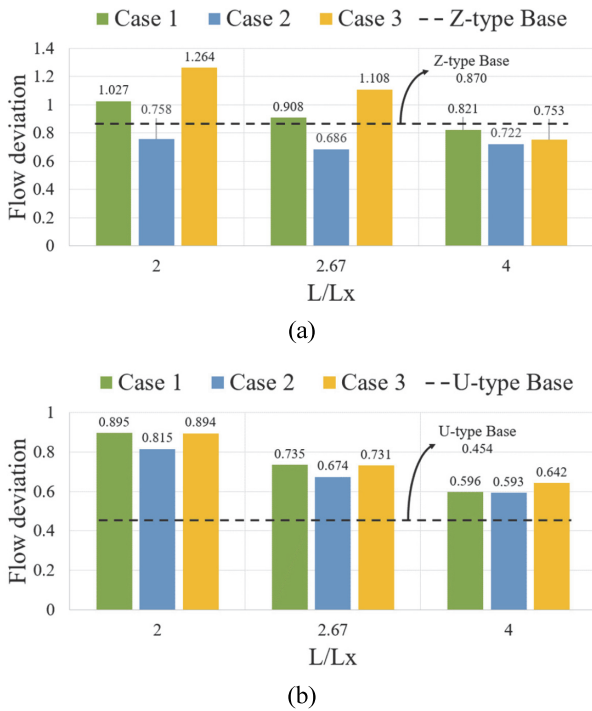 Case 1 Case 2 Case 3 Z-type Base
Flow deviation
1.4
1.2
1
0.8
0.6
0.4
0.2
0
1.027
0.758
1.264
0.908
0.686
1.108
Z-type Base
0.870
0.821
0.722
0.753
2 2.67 4
L/Lx
(a)
Case 1 Case 2 Case 3 U-type Base
Flow deviation
1
0.8
0.6
0.4
0.2
0
0.895
0.815
0.894
0.735
0.674
0.731
U-type Base
0.454
0.596
0.593
0.642
2 2.67 4
L/Lx
(b)